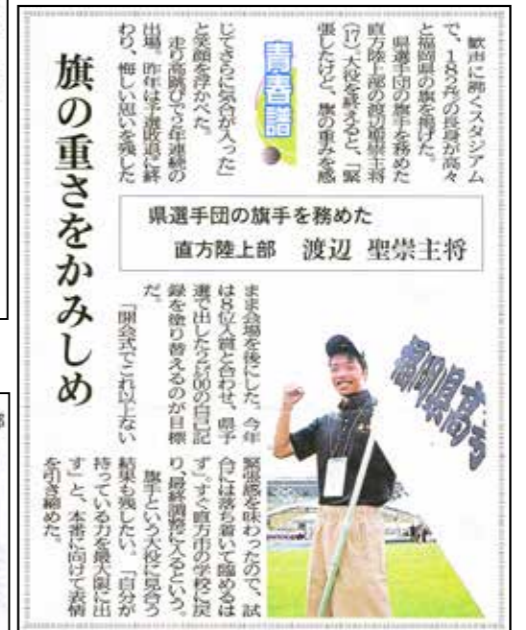 旗の重さをかみしめ
青春譜
県選手団の旗手を務めた
直方陸上部 渡辺 聖崇主将
歓声に沸くスタジアム
で、182㌢の長身が高々
と福岡県の旗を掲げた。
県選手団の旗手を務めた
直方陸上部の渡辺聖崇主将
(17)。大役を終えると、「緊
張したけど、旗の重みを感
じてさらに気合が入った」
と笑顔を浮かべた。
走り高跳びで2年連続の
出場。昨年は予選敗退に終
わり、悔しい思いを残した
まま会場を後にした。今年
は8位入賞と合わせ、県予
選で出した2㍍00の自己記
録を塗り替えるのが目標
だ。
「開会式でこれ以上ない
緊張感を味わったので、試
合には落ち着いて臨めるは
ず」。すぐ直方市の学校に戻
り、最終調整に入るという。
旗手という大役に見合う
結果も残したい。「自分が
持っている力を最大限に出
す」と、本番に向けて表情
を引き締めた。
福岡県高